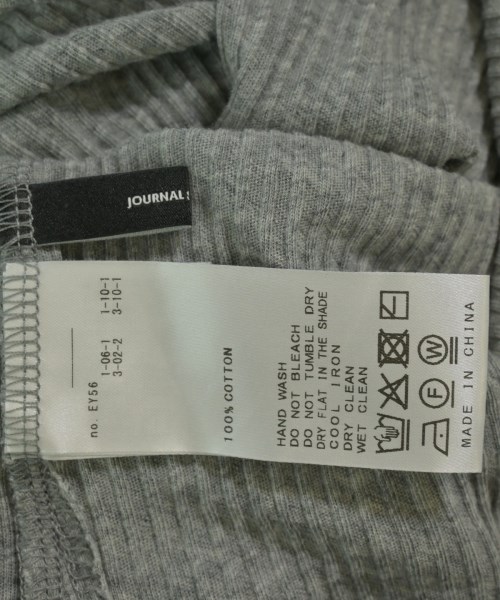 JOURNAL
no. EY56
1-06-1 1-10-1
3-02-2 3-10-1
100% COTTON
HAND WASH
DO NOT BLEACH
DO NOT TUMBLE DRY
DRY FLAT IN THE SHADE
COOL IRON
DRY CLEAN
WET CLEAN
F W
MADE IN CHINA